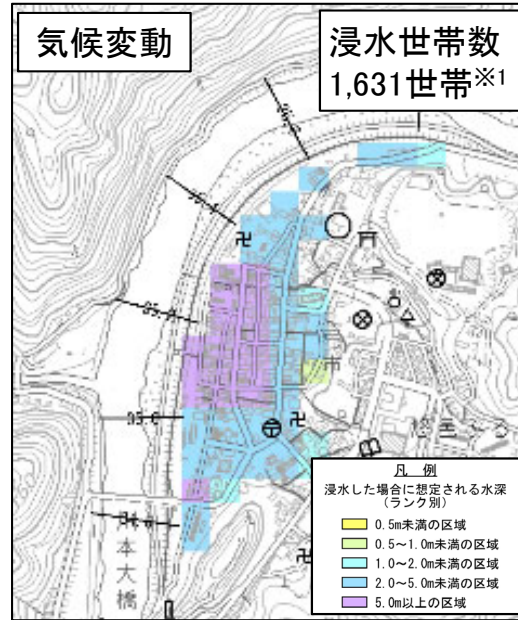 気候変動
浸水世帯数
1,631世帯※1
本大橋
凡 例
浸水した場合に想定される水深
(ランク別)
0.5m未満の区域
0.5～1.0m未満の区域
1.0～2.0m未満の区域
2.0～5.0m未満の区域
5.0m以上の区域